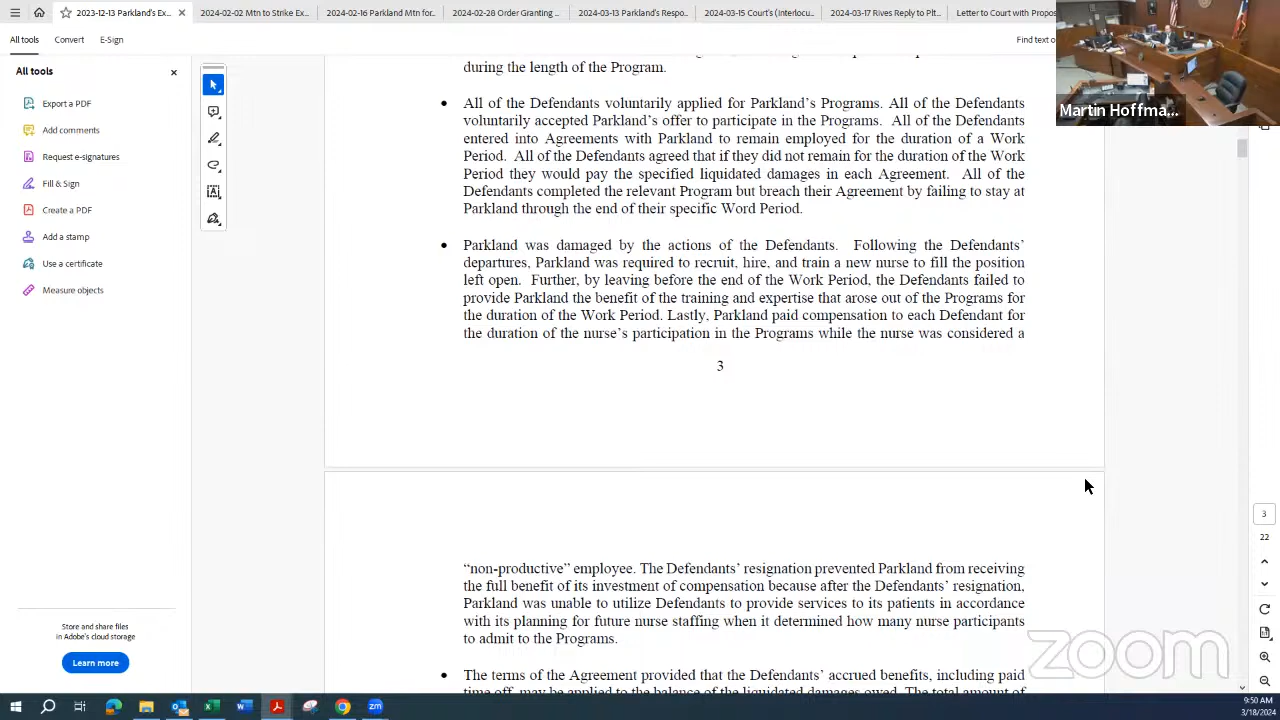 2023-12-13 Parkland's Ex...
2024-02-02 Mtn to Strike Ex...
2024-02-16 Parkland Mtn for...
2024-02-28 Order Granting ...
2024-03-13 Parkland's Respo...
2024-03-15 Court's (Interlocu...
2024-03-17 Rives Reply to Plt...
Letter to Court with Propos
All tools
Convert
E-Sign
Find text o
Martin Hoffma...
All tools
Export a PDF
Add comments
Request e-signatures
Fill & Sign
Create a PDF
Add a stamp
Use a certificate
Measure objects
Store and share files
in Adobe's cloud storage
Learn more
during the length of the Program.
• All of the Defendants voluntarily applied for Parkland's Programs. All of the Defendants
voluntarily accepted Parkland's offer to participate in the Programs. All of the Defendants
entered into Agreements with Parkland to remain employed for the duration of a Work
Period. All of the Defendants agreed that if they did not remain for the duration of the Work
Period they would pay the specified liquidated damages in each Agreement. All of the
Defendants completed the relevant Program but breach their Agreement by failing to stay at
Parkland through the end of their specific Word Period.
• Parkland was damaged by the actions of the Defendants. Following the Defendants'
departures, Parkland was required to recruit, hire, and train a new nurse to fill the position
left open. Further, by leaving before the end of the Work Period, the Defendants failed to
provide Parkland the benefit of the training and expertise that arose out of the Programs for
the duration of the Work Period. Lastly, Parkland paid compensation to each Defendant for
the duration of the nurse's participation in the Programs while the nurse was considered a
3
"non-productive" employee. The Defendants' resignation prevented Parkland from receiving
the full benefit of its investment of compensation because after the Defendants' resignation,
Parkland was unable to utilize Defendants to provide services to its patients in accordance
with its planning for future nurse staffing when it determined how many nurse participants
to admit to the Programs.
• The terms of the Agreement provided that the Defendants' accrued benefits, including paid
time off, may be applied to the balance of the liquidated damages owed. The total amount of
3
22
zoom
9:50 AM
3/18/2024